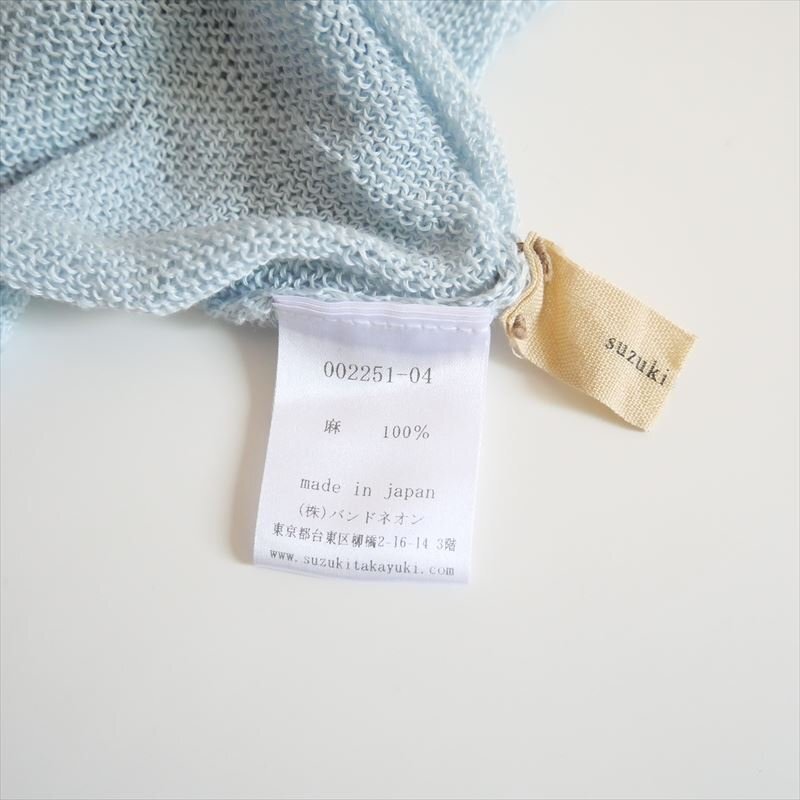 002251-04
麻 100%
made in japan
(株)バンドネオン
東京都台東区柳橋2-16-14 3階
www.suzukitakayuki.com
suzuki